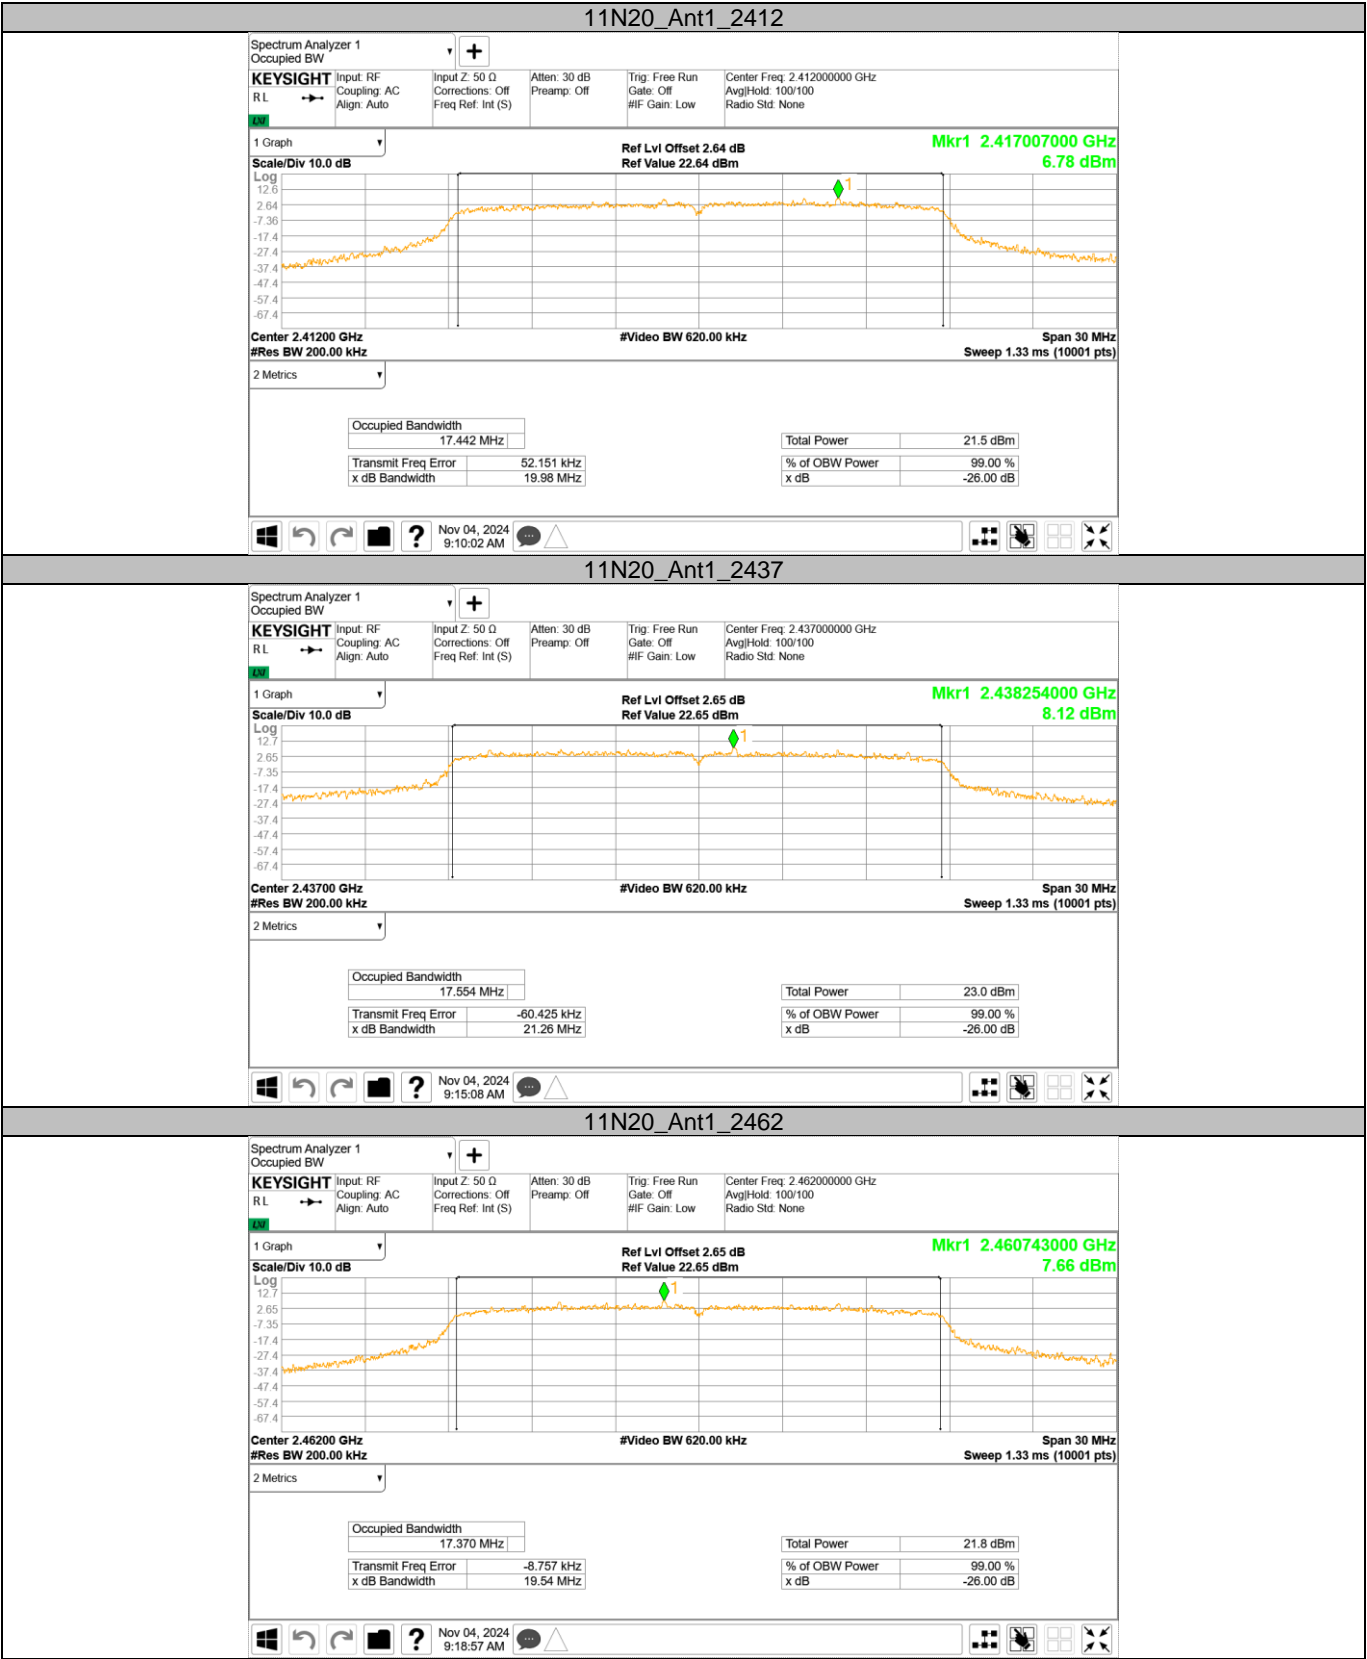 11N20_Ant1_2412
Spectrum Analyzer 1
Occupied BW
KEYSIGHT Input: RF Input Z: 50 Ω Atten: 30 dB Trig: Free Run Center Freq: 2.412000000 GHz
RL Coupling: AC Corrections: Off Preamp: Off Gate: Off Avg|Hold: 100/100
Align: Auto Freq Ref: Int (S) #IF Gain: Low Radio Std: None
LXI
1 Graph Ref Lvl Offset 2.64 dB Mkr1 2.417007000 GHz
Scale/Div 10.0 dB Ref Value 22.64 dBm 6.78 dBm
Log
12.6
2.64
-7.36
-17.4
-27.4
-37.4
-47.4
-57.4
-67.4
1
Center 2.41200 GHz #Video BW 620.00 kHz Span 30 MHz
#Res BW 200.00 kHz Sweep 1.33 ms (10001 pts)
2 Metrics
Occupied Bandwidth
17.442 MHz Total Power 21.5 dBm
Transmit Freq Error 52.151 kHz % of OBW Power 99.00 %
x dB Bandwidth 19.98 MHz x dB -26.00 dB
Nov 04, 2024
9:10:02 AM
11N20_Ant1_2437
Spectrum Analyzer 1
Occupied BW
KEYSIGHT Input: RF Input Z: 50 Ω Atten: 30 dB Trig: Free Run Center Freq: 2.437000000 GHz
RL Coupling: AC Corrections: Off Preamp: Off Gate: Off Avg|Hold: 100/100
Align: Auto Freq Ref: Int (S) #IF Gain: Low Radio Std: None
LXI
1 Graph Ref Lvl Offset 2.65 dB Mkr1 2.438254000 GHz
Scale/Div 10.0 dB Ref Value 22.65 dBm 8.12 dBm
Log
12.7
2.65
-7.35
-17.4
-27.4
-37.4
-47.4
-57.4
-67.4
1
Center 2.43700 GHz #Video BW 620.00 kHz Span 30 MHz
#Res BW 200.00 kHz Sweep 1.33 ms (10001 pts)
2 Metrics
Occupied Bandwidth
17.554 MHz Total Power 23.0 dBm
Transmit Freq Error -60.425 kHz % of OBW Power 99.00 %
x dB Bandwidth 21.26 MHz x dB -26.00 dB
Nov 04, 2024
9:15:08 AM
11N20_Ant1_2462
Spectrum Analyzer 1
Occupied BW
KEYSIGHT Input: RF Input Z: 50 Ω Atten: 30 dB Trig: Free Run Center Freq: 2.462000000 GHz
RL Coupling: AC Corrections: Off Preamp: Off Gate: Off Avg|Hold: 100/100
Align: Auto Freq Ref: Int (S) #IF Gain: Low Radio Std: None
LXI
1 Graph Ref Lvl Offset 2.65 dB Mkr1 2.460743000 GHz
Scale/Div 10.0 dB Ref Value 22.65 dBm 7.66 dBm
Log
12.7
2.65
-7.35
-17.4
-27.4
-37.4
-47.4
-57.4
-67.4
1
Center 2.46200 GHz #Video BW 620.00 kHz Span 30 MHz
#Res BW 200.00 kHz Sweep 1.33 ms (10001 pts)
2 Metrics
Occupied Bandwidth
17.370 MHz Total Power 21.8 dBm
Transmit Freq Error -8.757 kHz % of OBW Power 99.00 %
x dB Bandwidth 19.54 MHz x dB -26.00 dB
Nov 04, 2024
9:18:57 AM